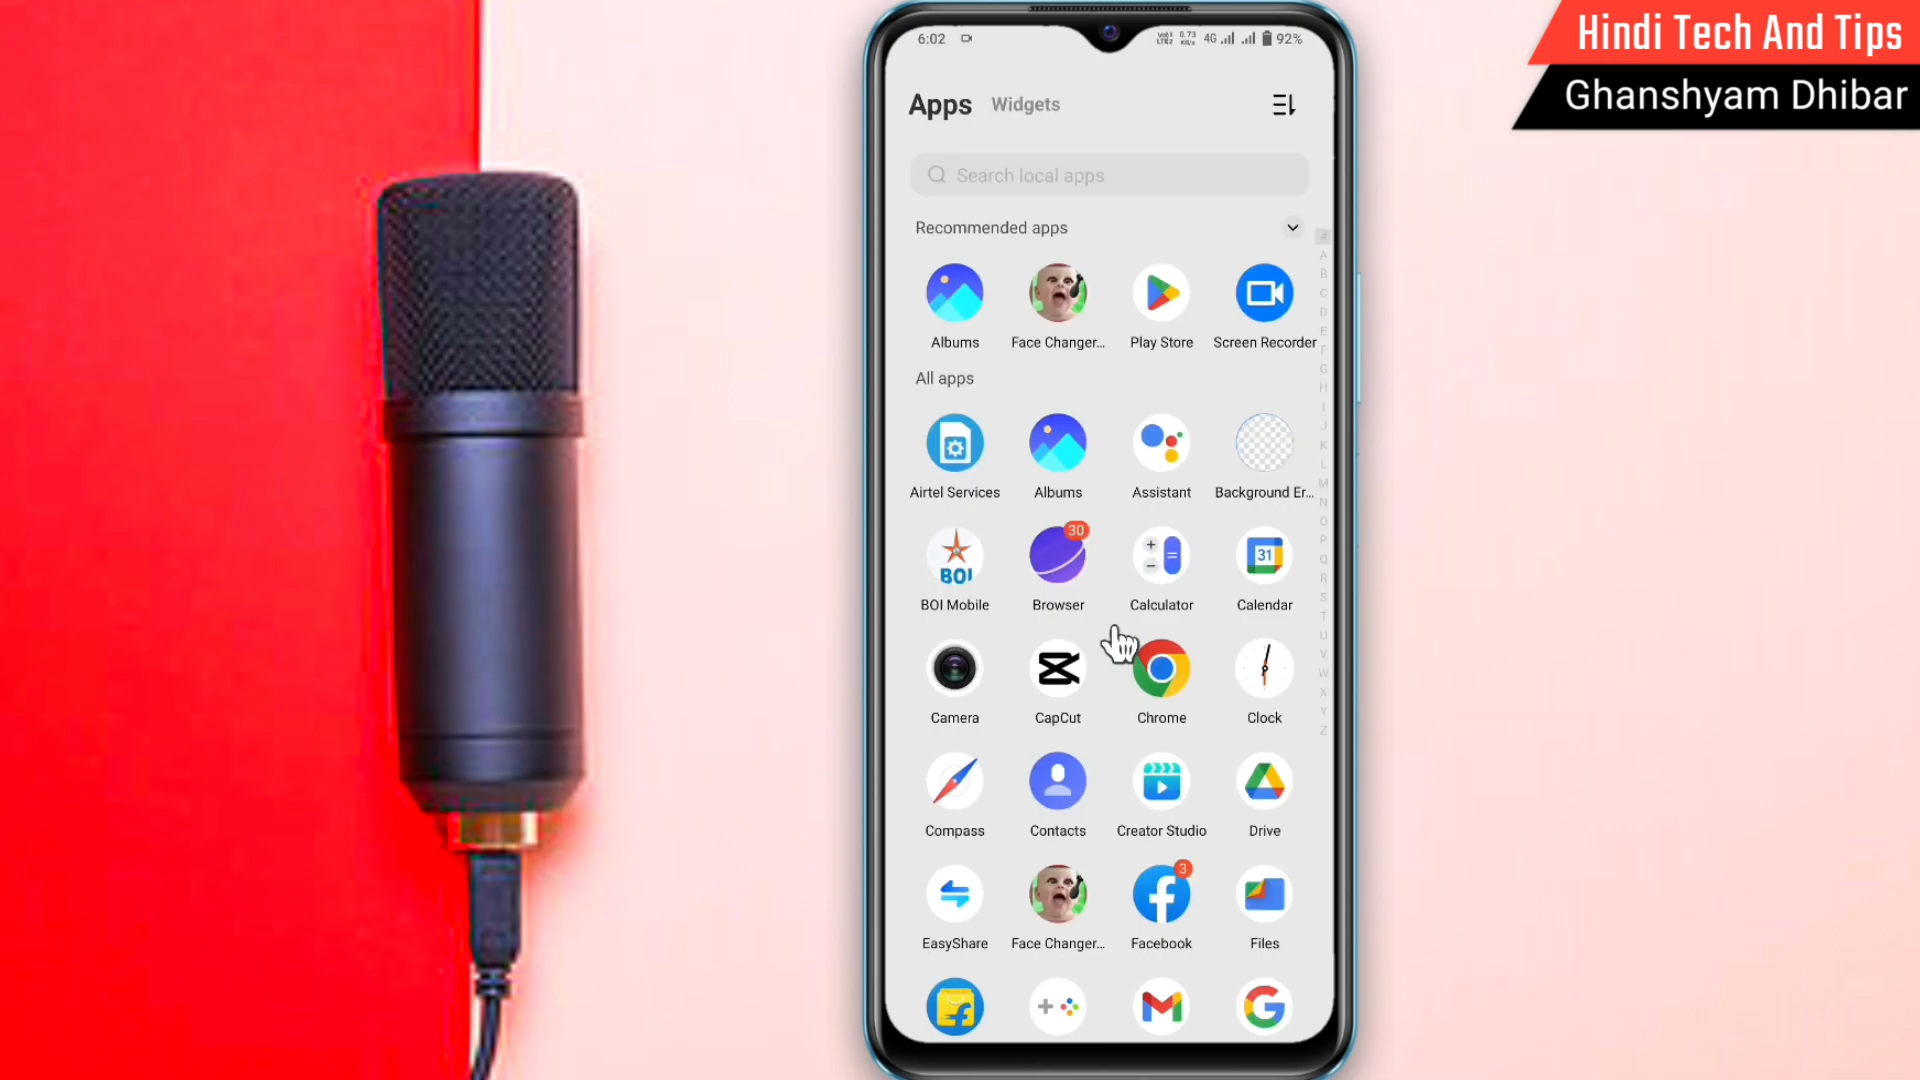 Hindi Tech And Tips
Ghanshyam Dhibar
6:02
4G 92%
Apps Widgets
Search local apps
Recommended apps
Albums Face Changer... Play Store Screen Recorder
All apps
Airtel Services Albums Assistant Background Er...
BOI
30
31
BOI Mobile Browser Calculator Calendar
Camera CapCut Chrome Clock
Compass Contacts Creator Studio Drive
3
EasyShare Face Changer... Facebook Files
#
A
B
C
D
E
F
G
H
I
J
K
L
M
N
O
P
Q
R
S
T
U
V
W
X
Y
Z